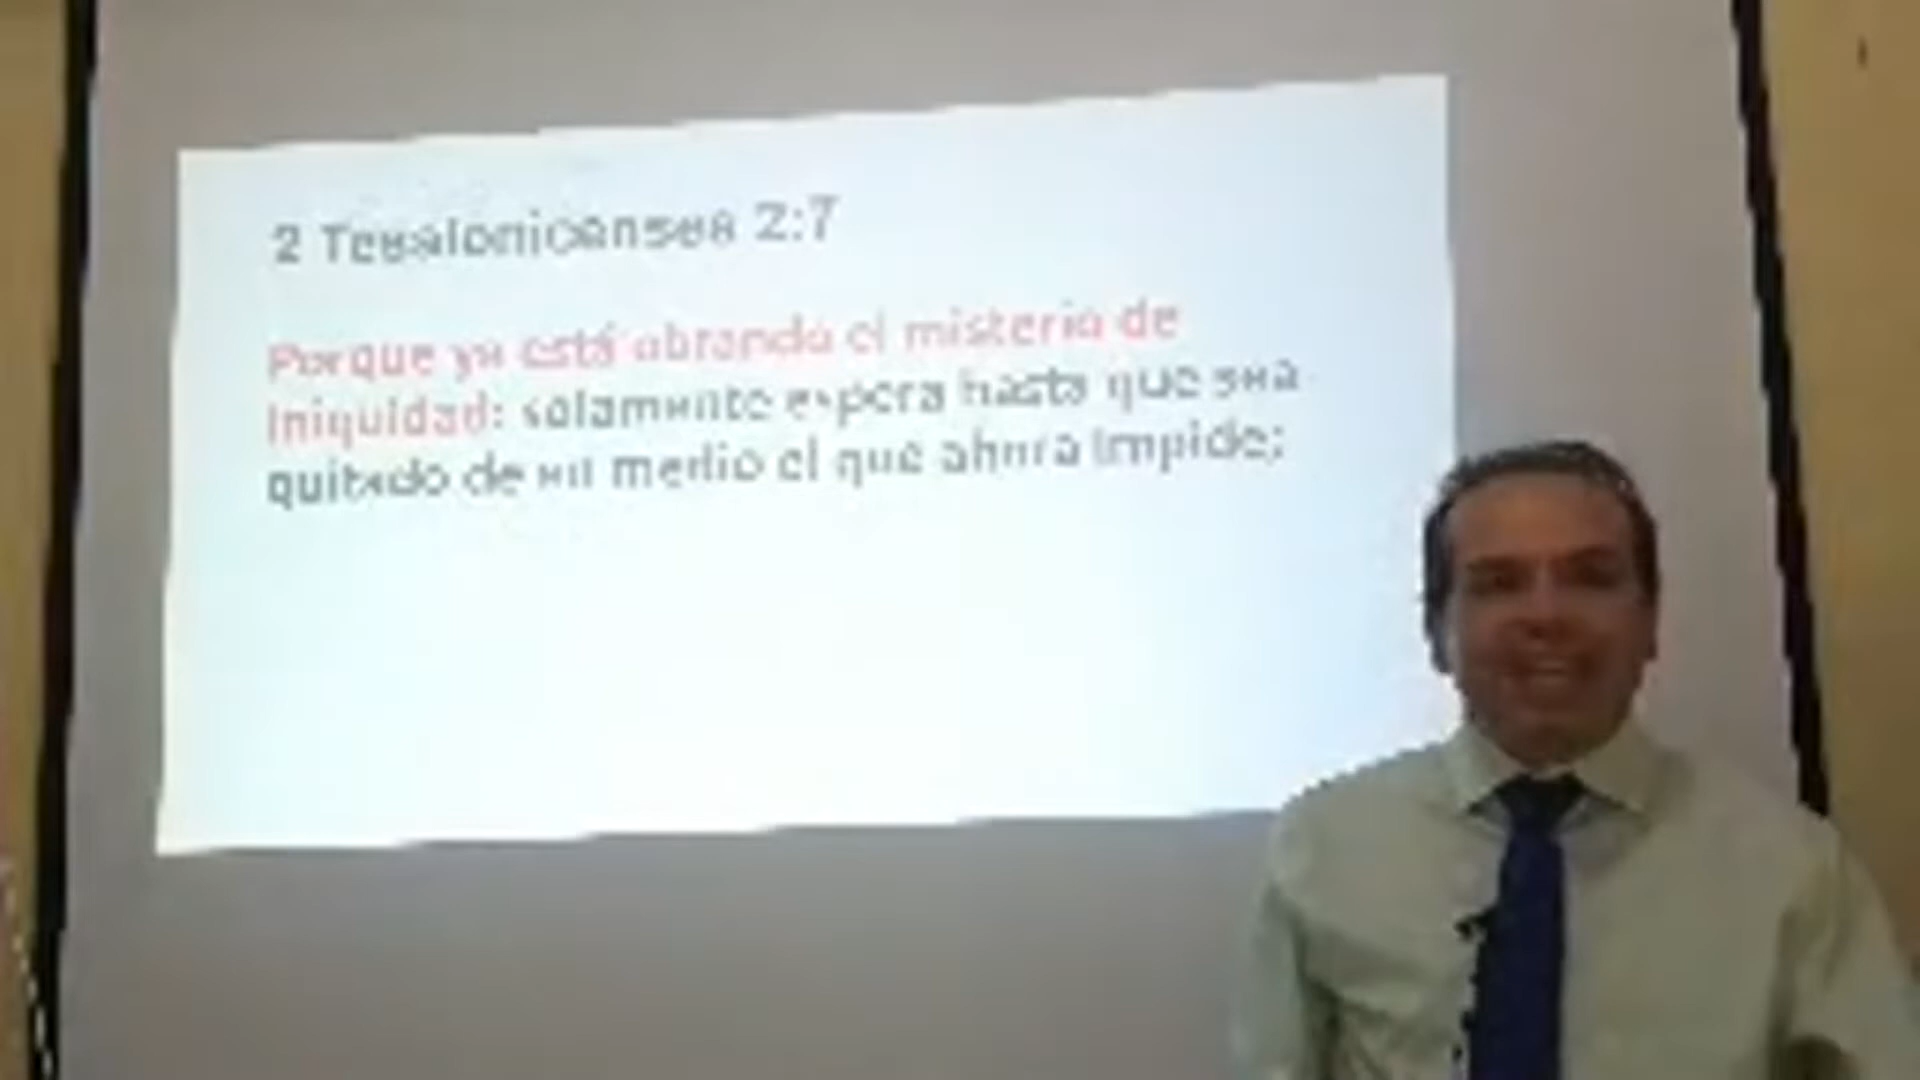 2 Tesalonicenses 2:7
Porque ya está obrando el misterio de
iniquidad: solamente espera hasta que sea
quitado de en medio el que ahora impide;